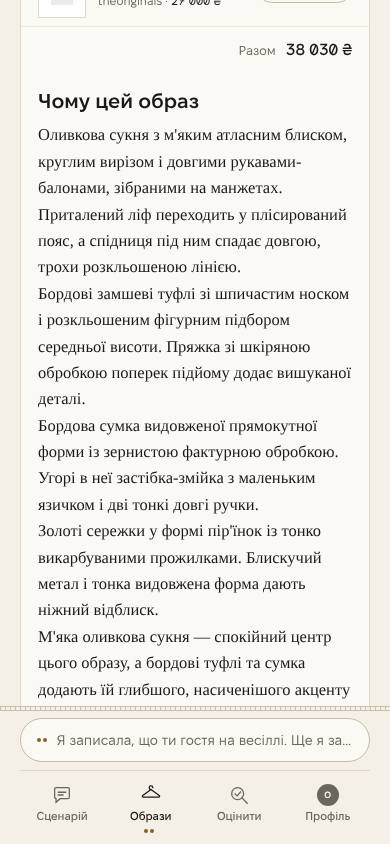 theoriginals · 27 000 ₴
Разом 38 030 ₴
Чому цей образ
Оливкова сукня з м'яким атласним блиском,
круглим вирізом і довгими рукавами-
балонами, зібраними на манжетах.
Приталений ліф переходить у плісирований
пояс, а спідниця під ним спадає довгою,
трохи розкльошеною лінією.
Бордові замшеві туфлі зі шпичастим носком
і розкльошеним фігурним підбором
середньої висоти. Пряжка зі шкіряною
обробкою поперек підйому додає вишуканої
деталі.
Бордова сумка видовженої прямокутної
форми із зернистою фактурною обробкою.
Угорі в неї застібка-змійка з маленьким
язичком і дві тонкі довгі ручки.
Золоті сережки у формі пір'їнок із тонко
викарбуваними прожилками. Блискучий
метал і тонка видовжена форма дають
ніжний відблиск.
М'яка оливкова сукня — спокійний центр
цього образу, а бордові туфлі та сумка
додають їй глибшого, насиченішого акценту
Я записала, що ти гостя на весіллі. Ще я за...
Сценарій Образи Оцінити Профіль